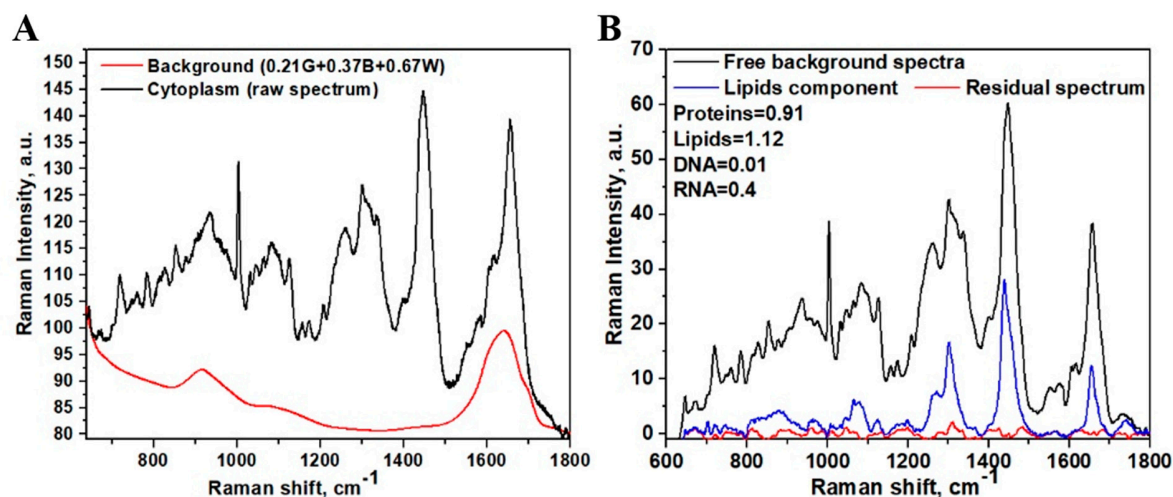 A
Background (0.21G+0.37B+0.67W)
Cytoplasm (raw spectrum)
Raman Intensity, a.u.
150
145
140
135
130
125
120
115
110
105
100
95
90
85
80
800
1000
1200
1400
1600
1800
Raman shift, cm-1
B
Free background spectra
Lipids component
Residual spectrum
Proteins=0.91
Lipids=1.12
DNA=0.01
RNA=0.4
Raman Intensity, a.u.
70
60
50
40
30
20
10
0
600
800
1000
1200
1400
1600
1800
Raman shift, cm-1